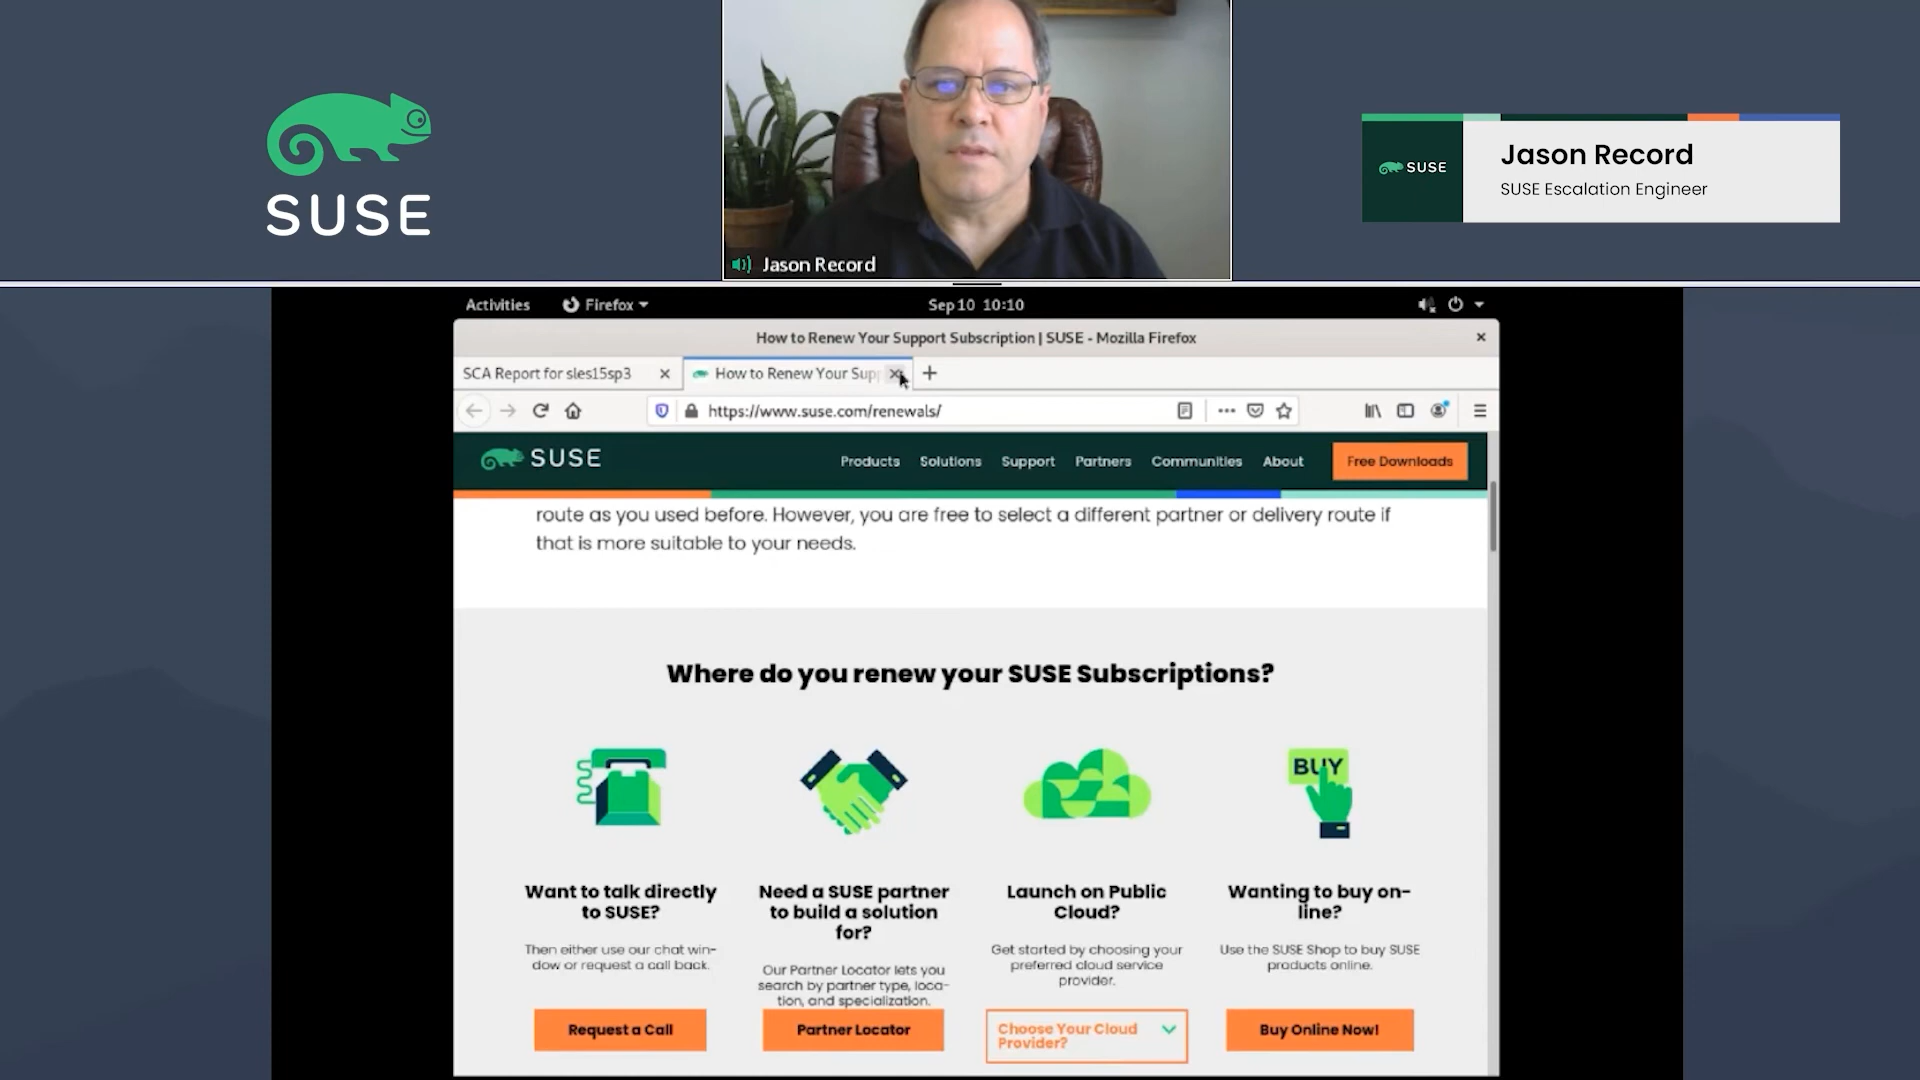 SUSE
Jason Record
SUSE
Jason Record
SUSE Escalation Engineer
Activities
Firefox
Sep 10 10:10
How to Renew Your Support Subscription | SUSE - Mozilla Firefox
SCA Report for sles15sp3
How to Renew Your Supp
https://www.suse.com/renewals/
SUSE
Products
Solutions
Support
Partners
Communities
About
Free Downloads
route as you used before. However, you are free to select a different partner or delivery route if
that is more suitable to your needs.
Where do you renew your SUSE Subscriptions?
BUY
Want to talk directly
to SUSE?
Then either use our chat win-
dow or request a call back.
Request a Call
Need a SUSE partner
to build a solution
for?
Our Partner Locator lets you
search by partner type, loca-
tion, and specialization.
Partner Locator
Launch on Public
Cloud?
Get started by choosing your
preferred cloud service
provider.
Choose Your Cloud
Provider?
Wanting to buy on-
line?
Use the SUSE Shop to buy SUSE
products online.
Buy Online Now!